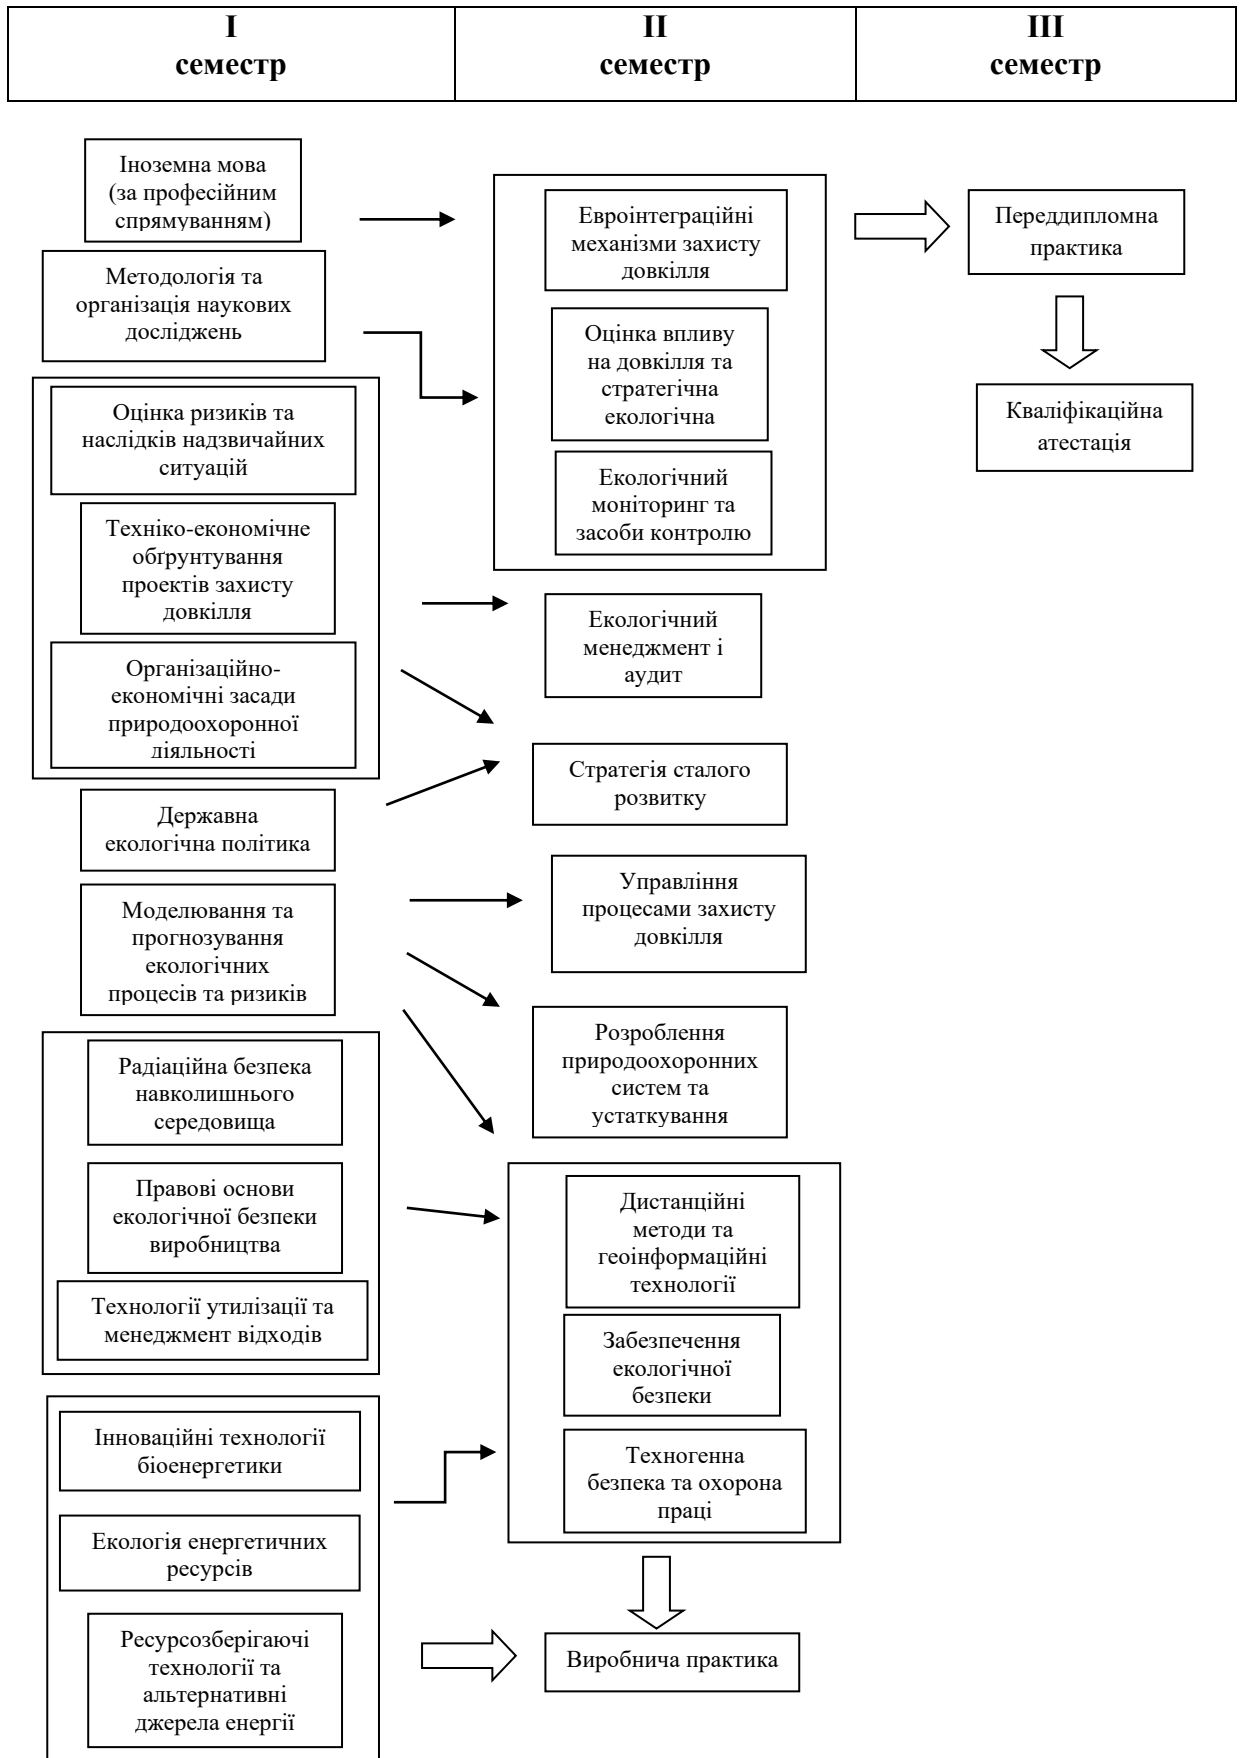 I
семестр
II
семестр
III
семестр
Іноземна мова
(за професійним
спрямуванням)
Методологія та
організація наукових
досліджень
Оцінка ризиків та
наслідків надзвичайних
ситуацій
Техніко-економічне
обґрунтування
проектів захисту
довкілля
Організаційно-
економічні засади
природоохоронної
діяльності
Державна
екологічна політика
Моделювання та
прогнозування
екологічних
процесів та ризиків
Радіаційна безпека
навколишнього
середовища
Правові основи
екологічної безпеки
виробництва
Технології утилізації та
менеджмент відходів
Інноваційні технології
біоенергетики
Екологія енергетичних
ресурсів
Ресурсозберігаючі
технології та
альтернативні
джерела енергії
Евроінтеграційні
механізми захисту
довкілля
Оцінка впливу
на довкілля та
стратегічна
екологічна
Екологічний
моніторинг та
засоби контролю
Екологічний
менеджмент і
аудит
Стратегія сталого
розвитку
Управління
процесами захисту
довкілля
Розроблення
природоохоронних
систем та
устаткування
Дистанційні
методи та
геоінформаційні
технології
Забезпечення
екологічної
безпеки
Техногенна
безпека та охорона
праці
Виробнича практика
Переддипломна
практика
Кваліфікаційна
атестація